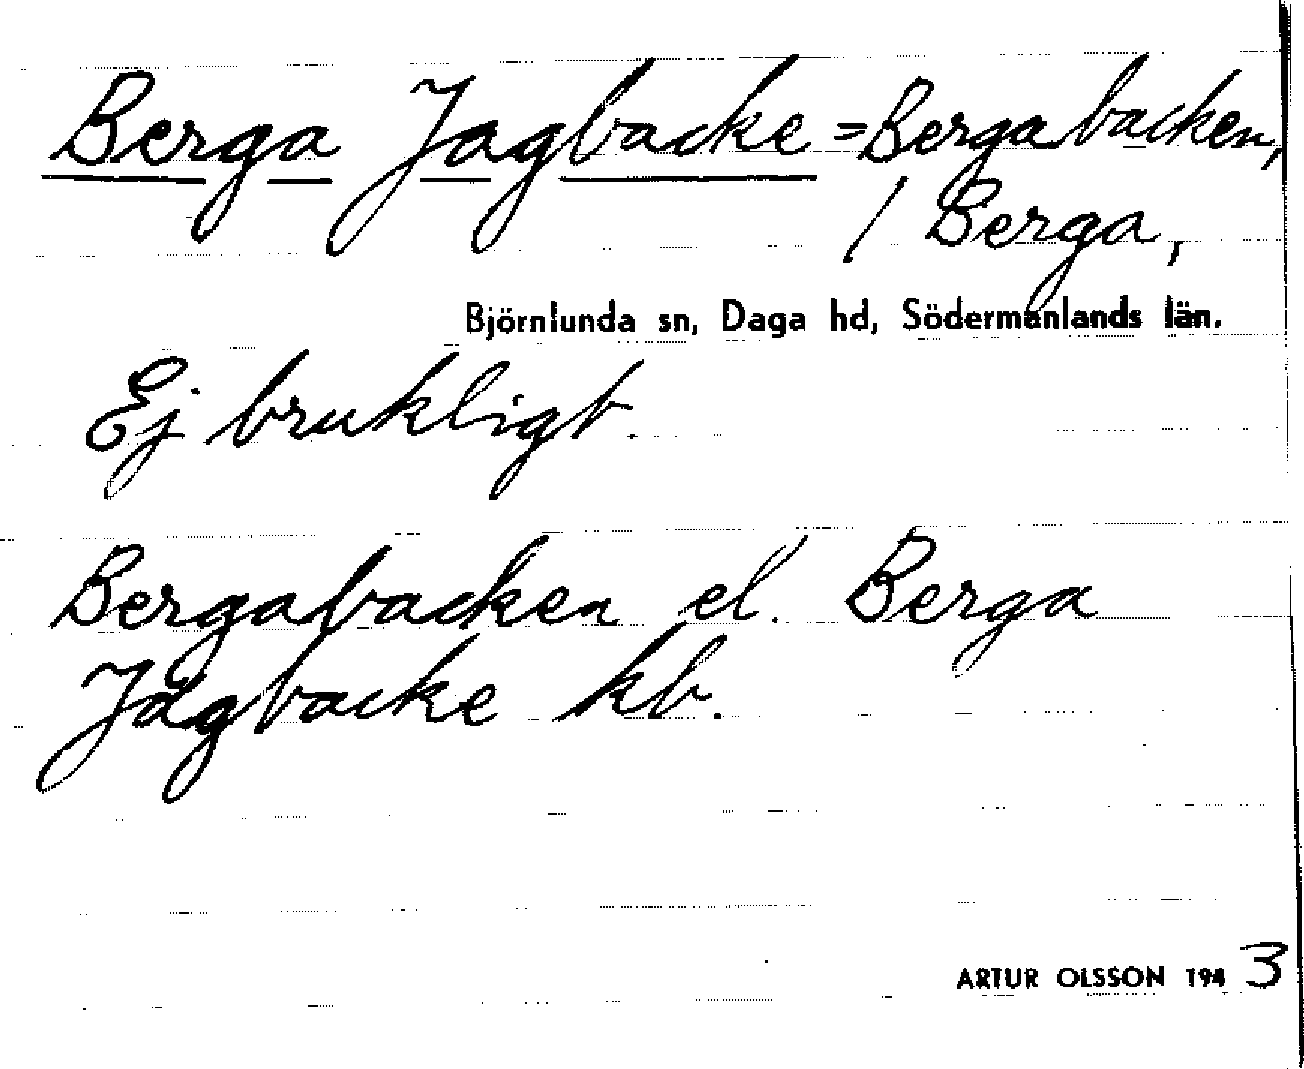 Berga Jagbacke = Bergabacken,
/ Berga,
Björnlunda sn, Daga hd, Södermanlands län.
Ej brukligt.
Bergabacken el. Berga
Jagbacke kb.
ARTUR OLSSON 1943